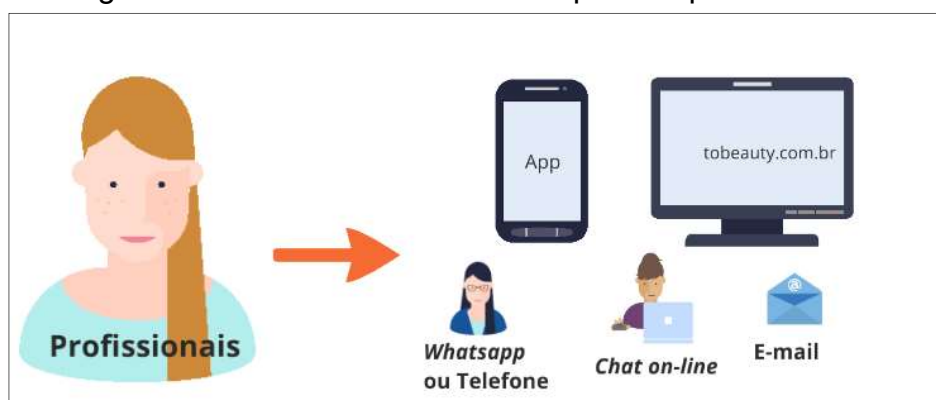 App
tobeauty.com.br
Profissionais
Whatsapp
ou Telefone
Chat on-line
E-mail
@